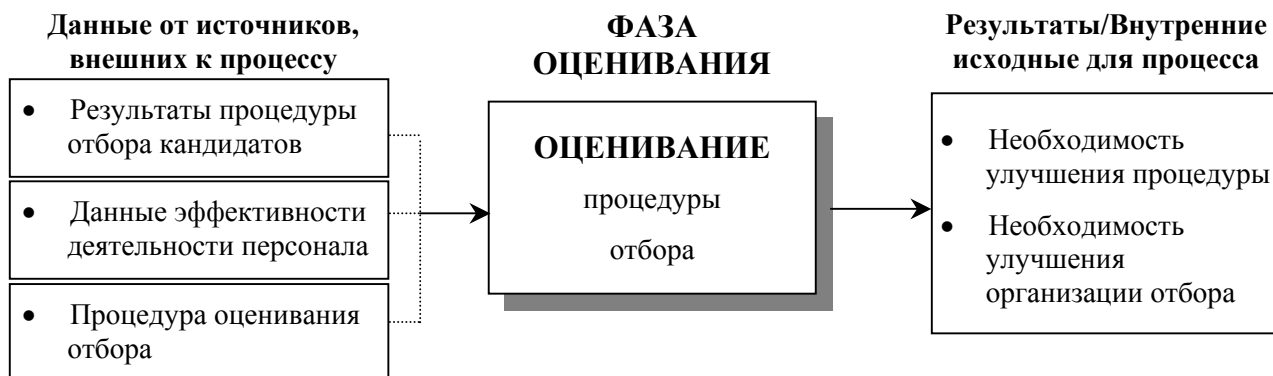 Данные от источников,
внешних к процессу
• Результаты процедуры
отбора кандидатов
• Данные эффективности
деятельности персонала
• Процедура оценивания
отбора
ФАЗА
ОЦЕНИВАНИЯ
ОЦЕНИВАНИЕ
процедуры
отбора
Результаты/Внутренние
исходные для процесса
• Необходимость
улучшения процедуры
• Необходимость
улучшения
организации отбора